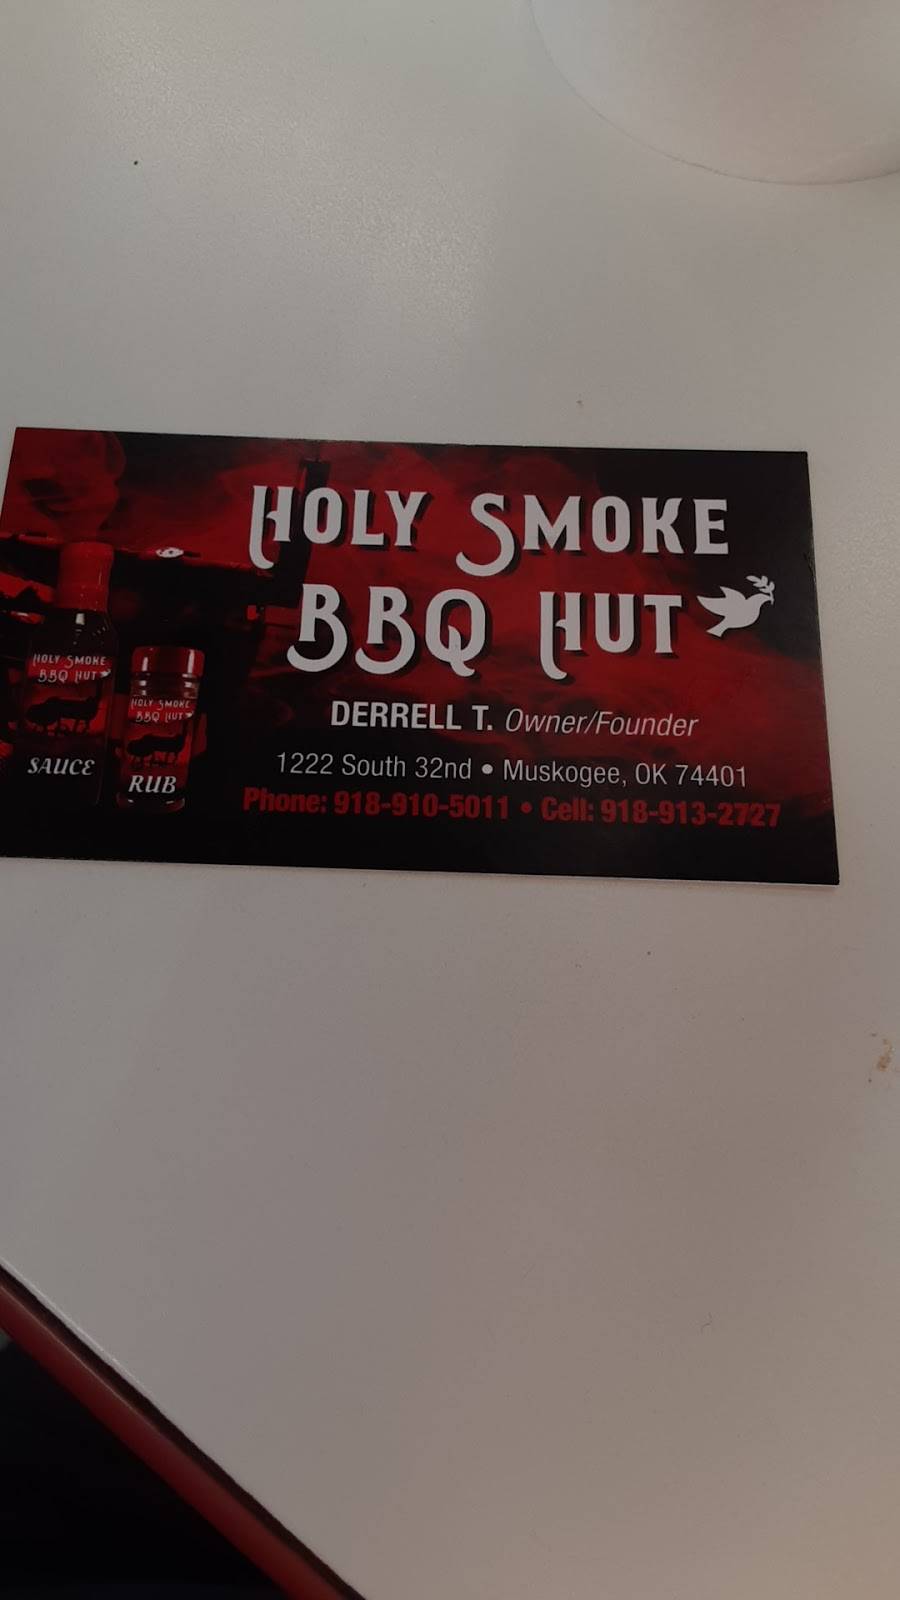 HOLY SMOKE
BBQ HUT
DERRELL T. Owner/Founder
1222 South 32nd • Muskogee, OK 74401
Phone: 918-910-5011 • Cell: 918-913-2727
HOLY SMOKE
BBQ HUT
SAUCE
HOLY SMOKE
BBQ HUT
RUB